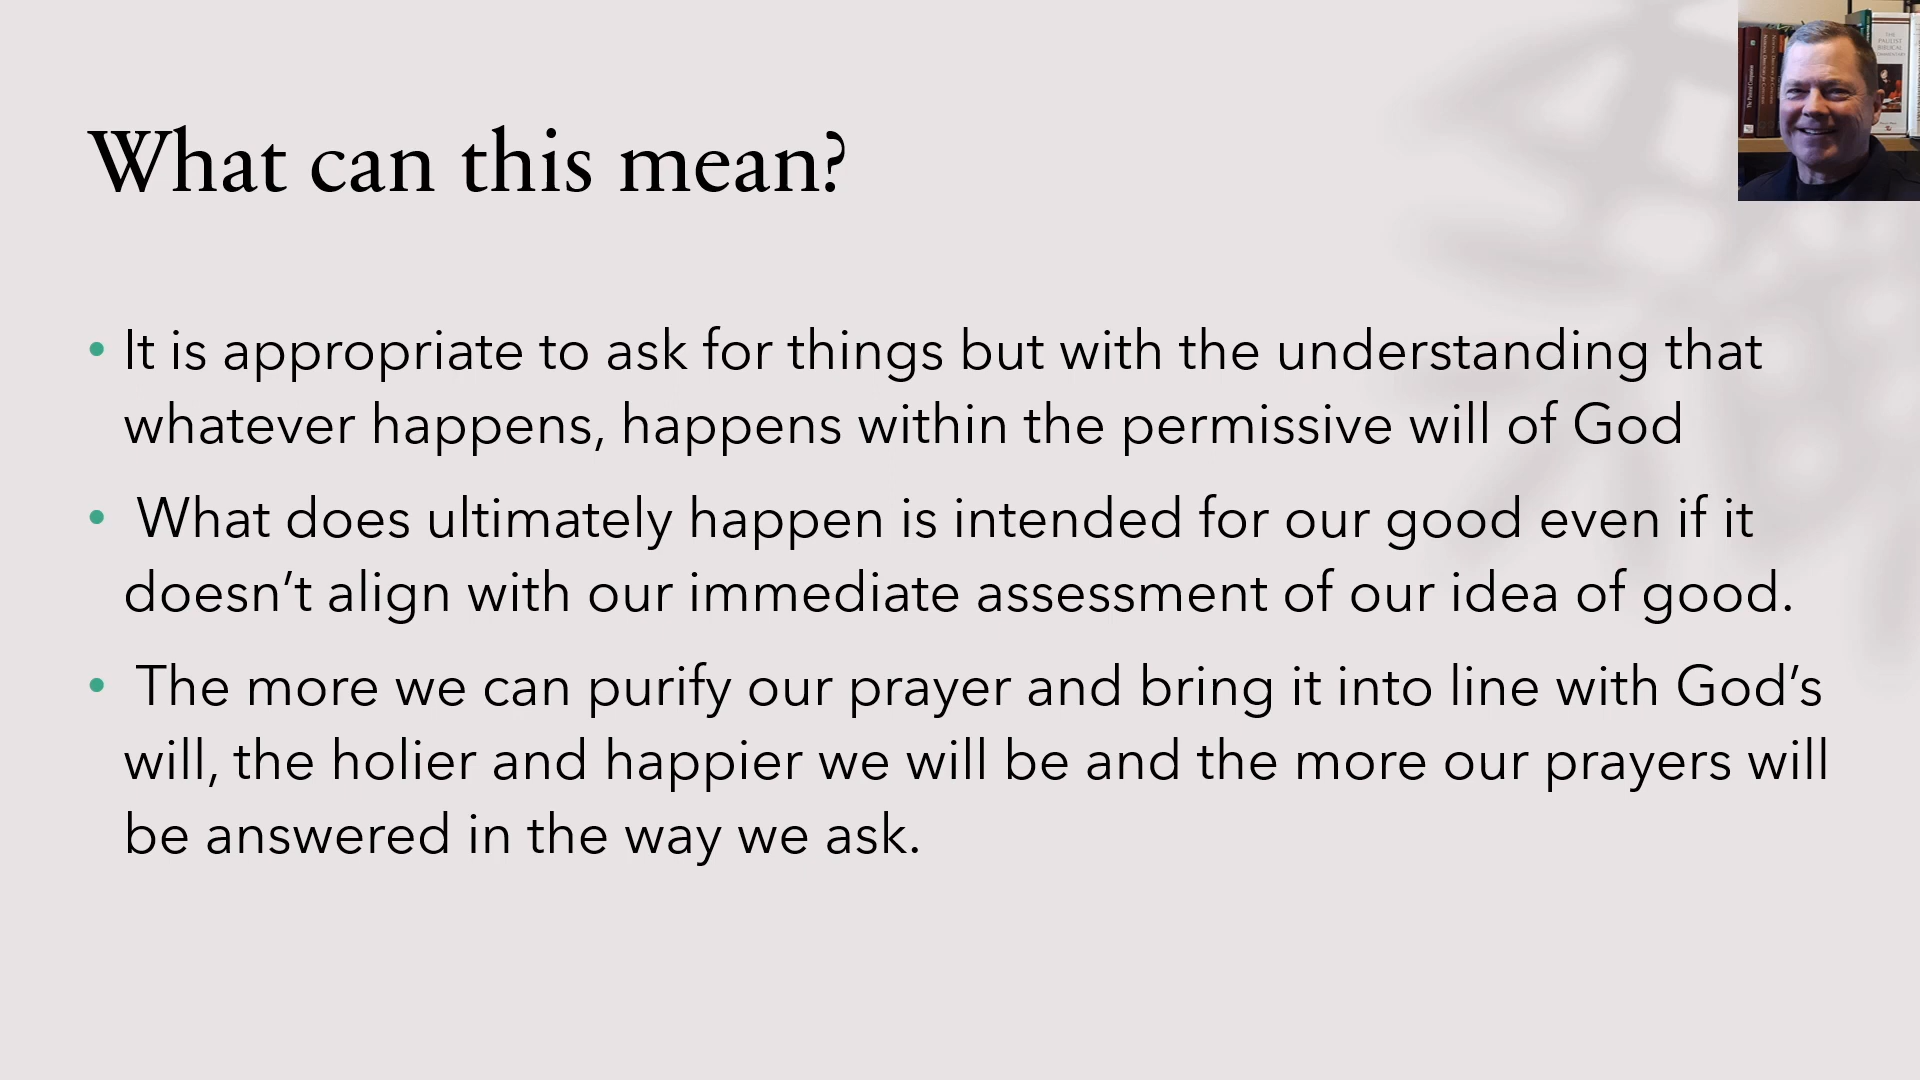 What can this mean?
• It is appropriate to ask for things but with the understanding that
whatever happens, happens within the permissive will of God
• What does ultimately happen is intended for our good even if it
doesn’t align with our immediate assessment of our idea of good.
• The more we can purify our prayer and bring it into line with God’s
will, the holier and happier we will be and the more our prayers will
be answered in the way we ask.
THE
PAULIST
BIBLICAL
COMMENTARY